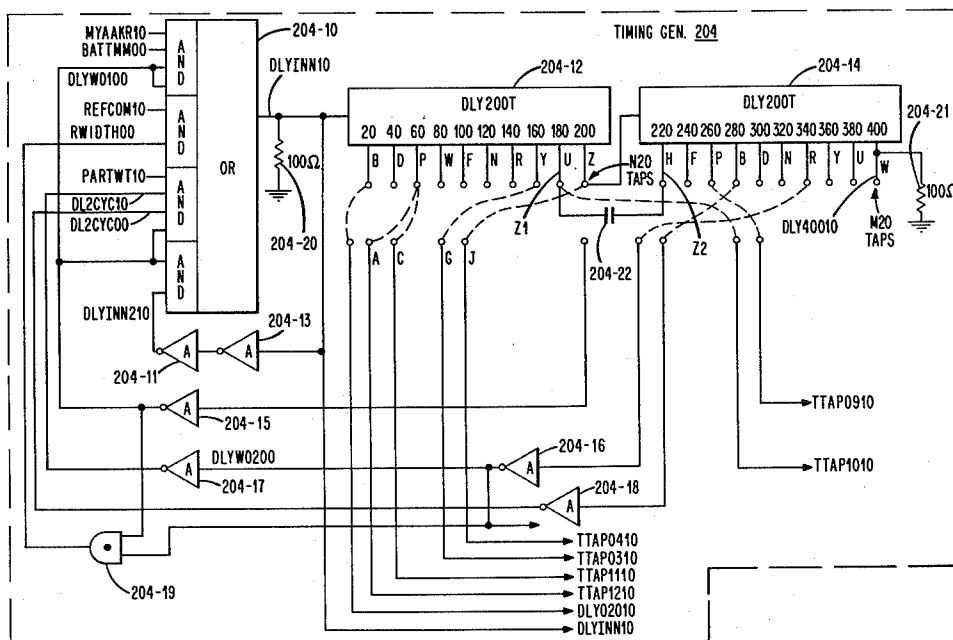 TIMING GEN. 204
MYAAKR10
BATTMM00
DLYW0100
REFCOM10
RWIDTH00
PARTWT10
DL2CYC10
DL2CYC00
DLYINN210
AND
AND
AND
AND
OR
204-10
DLYINN10
100Ω
204-20
204-12
DLY200T
20 40 60 80 100 120 140 160 180 200
B D P W F N R Y U Z
N20 TAPS
Z1
204-22
A C G J
204-14
DLY200T
220 240 260 280 300 320 340 360 380 400
H F P B D N R Y U W
204-21
100Ω
Z2
DLY40010
N20 TAPS
A
204-11
A
204-13
A
204-15
DLYW0200
A
204-17
A
204-16
A
204-18
204-19
TTAP0910
TTAP1010
TTAP0410
TTAP0310
TTAP1110
TTAP1210
DLY02010
DLYINN10